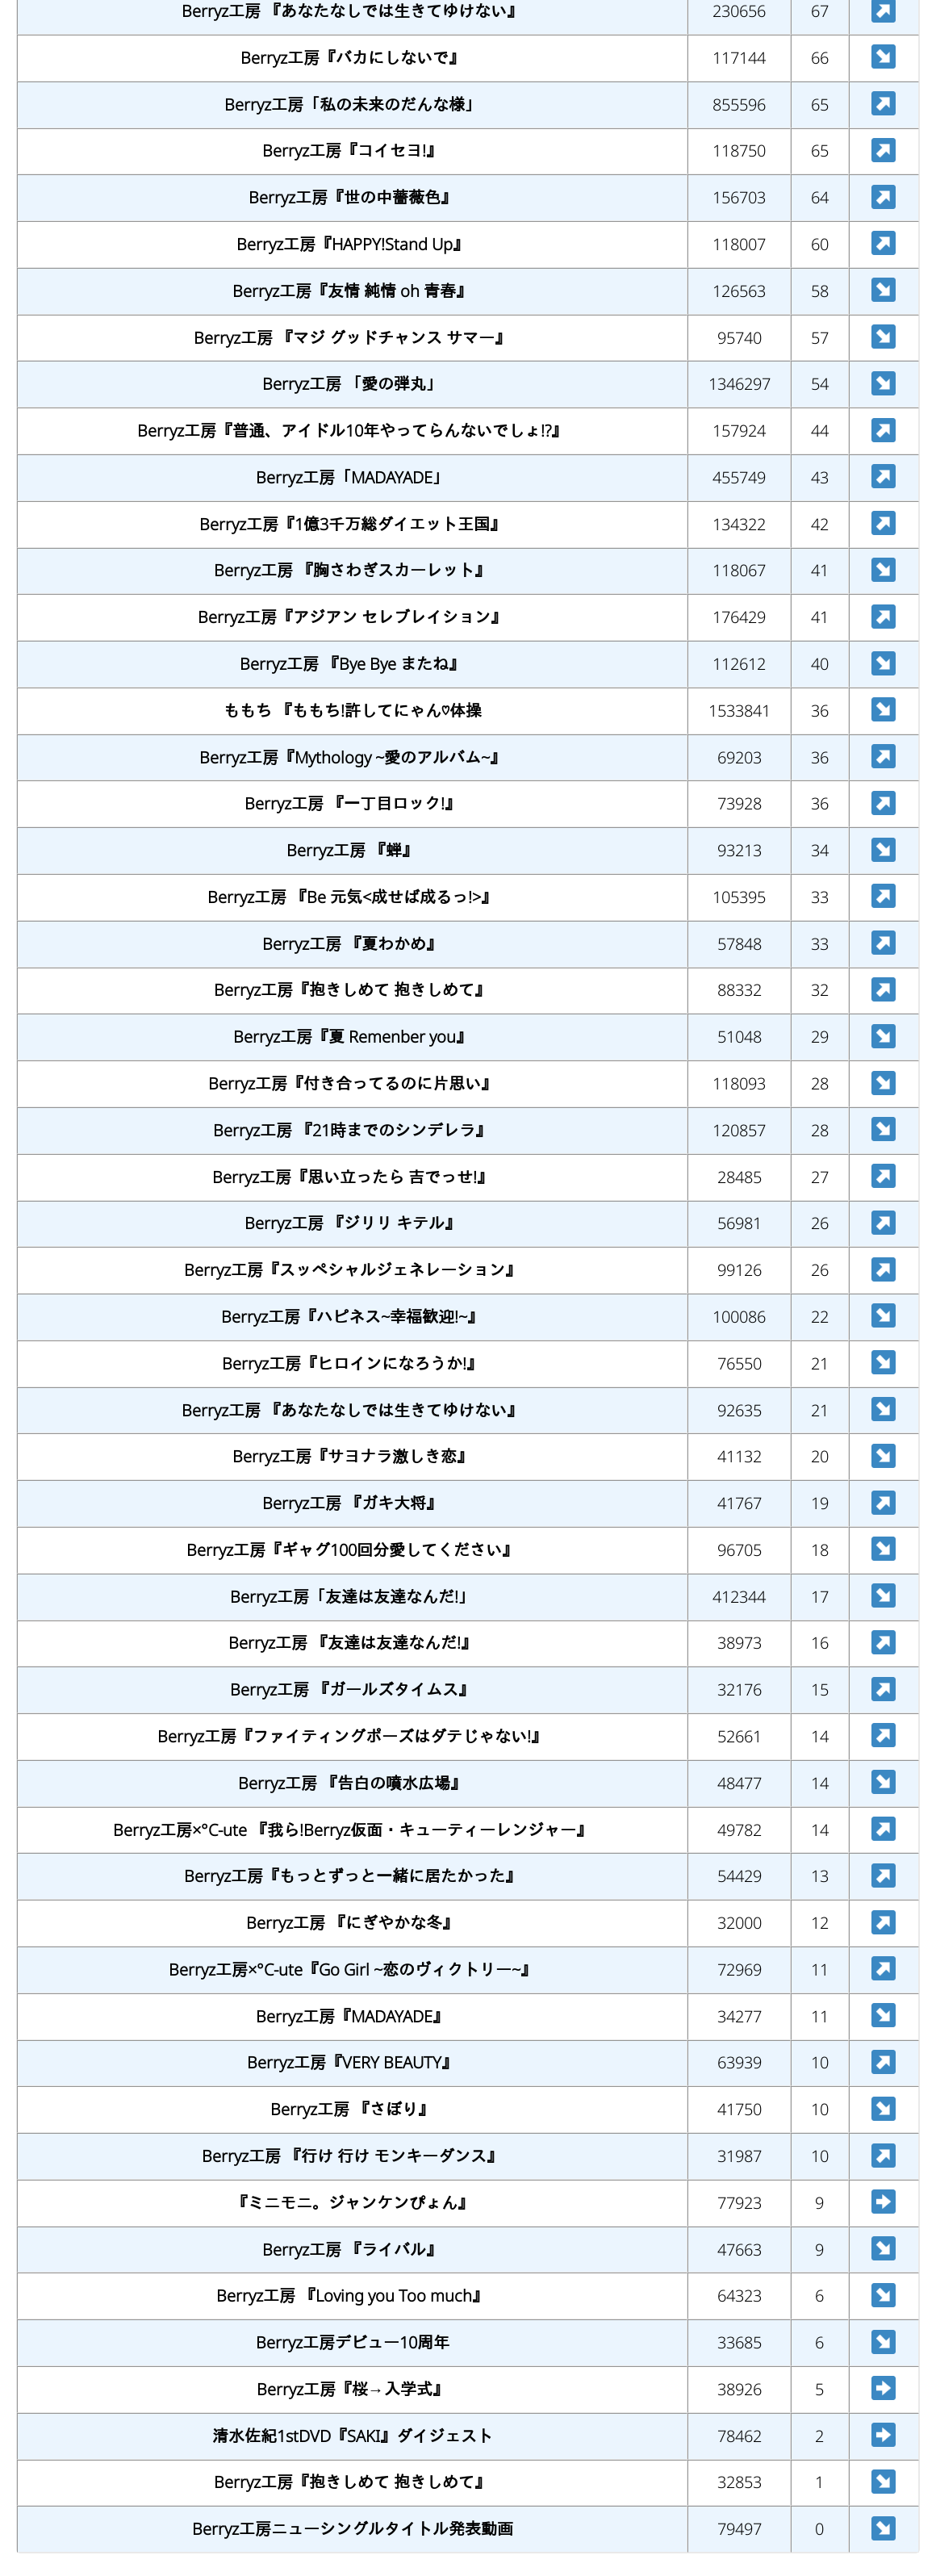 Berryz工房 『あなたなしでは生きてゆけない』 230656 67 ↗
Berryz工房『バカにしないで』 117144 66 ↘
Berryz工房「私の未来のだんな様」 855596 65 ↗
Berryz工房『コイセヨ!』 118750 65 ↗
Berryz工房『世の中薔薇色』 156703 64 ↗
Berryz工房『HAPPY!Stand Up』 118007 60 ↗
Berryz工房『友情 純情 oh 青春』 126563 58 ↘
Berryz工房 『マジ グッドチャンス サマー』 95740 57 ↘
Berryz工房 「愛の弾丸」 1346297 54 ↘
Berryz工房『普通、アイドル10年やってらんないでしょ!?』 157924 44 ↗
Berryz工房「MADAYADE」 455749 43 ↗
Berryz工房『1億3千万総ダイエット王国』 134322 42 ↗
Berryz工房 『胸さわぎスカーレット』 118067 41 ↘
Berryz工房『アジアン セレブレイション』 176429 41 ↗
Berryz工房 『Bye Bye またね』 112612 40 ↘
ももち 『ももち!許してにゃん♡体操 1533841 36 ↘
Berryz工房『Mythology ~愛のアルバム~』 69203 36 ↗
Berryz工房 『一丁目ロック!』 73928 36 ↗
Berryz工房 『蝉』 93213 34 ↘
Berryz工房 『Be 元気<成せば成るっ!>』 105395 33 ↗
Berryz工房 『夏わかめ』 57848 33 ↗
Berryz工房『抱きしめて 抱きしめて』 88332 32 ↗
Berryz工房『夏 Remenber you』 51048 29 ↘
Berryz工房『付き合ってるのに片思い』 118093 28 ↘
Berryz工房 『21時までのシンデレラ』 120857 28 ↘
Berryz工房『思い立ったら 吉でっせ!』 28485 27 ↗
Berryz工房 『ジリリ キテル』 56981 26 ↗
Berryz工房『スッペシャルジェネレーション』 99126 26 ↗
Berryz工房『ハピネス~幸福歓迎!~』 100086 22 ↘
Berryz工房『ヒロインになろうか!』 76550 21 ↘
Berryz工房 『あなたなしでは生きてゆけない』 92635 21 ↘
Berryz工房『サヨナラ激しき恋』 41132 20 ↘
Berryz工房 『ガキ大将』 41767 19 ↗
Berryz工房『ギャグ100回分愛してください』 96705 18 ↘
Berryz工房「友達は友達なんだ!」 412344 17 ↘
Berryz工房 『友達は友達なんだ!』 38973 16 ↗
Berryz工房 『ガールズタイムス』 32176 15 ↗
Berryz工房『ファイティングポーズはダテじゃない!』 52661 14 ↗
Berryz工房 『告白の噴水広場』 48477 14 ↘
Berryz工房×°C-ute 『我ら!Berryz仮面・キューティーレンジャー』 49782 14 ↗
Berryz工房『もっとずっと一緒に居たかった』 54429 13 ↗
Berryz工房 『にぎやかな冬』 32000 12 ↗
Berryz工房×°C-ute『Go Girl ~恋のヴィクトリー~』 72969 11 ↗
Berryz工房『MADAYADE』 34277 11 ↘
Berryz工房『VERY BEAUTY』 63939 10 ↗
Berryz工房 『さぼり』 41750 10 ↘
Berryz工房 『行け 行け モンキーダンス』 31987 10 ↗
『ミニモニ。ジャンケンぴょん』 77923 9 →
Berryz工房 『ライバル』 47663 9 ↘
Berryz工房 『Loving you Too much』 64323 6 ↘
Berryz工房デビュー10周年 33685 6 ↘
Berryz工房『桜→入学式』 38926 5 →
清水佐紀1stDVD『SAKI』ダイジェスト 78462 2 →
Berryz工房『抱きしめて 抱きしめて』 32853 1 ↘
Berryz工房ニューシングルタイトル発表動画 79497 0 ↘